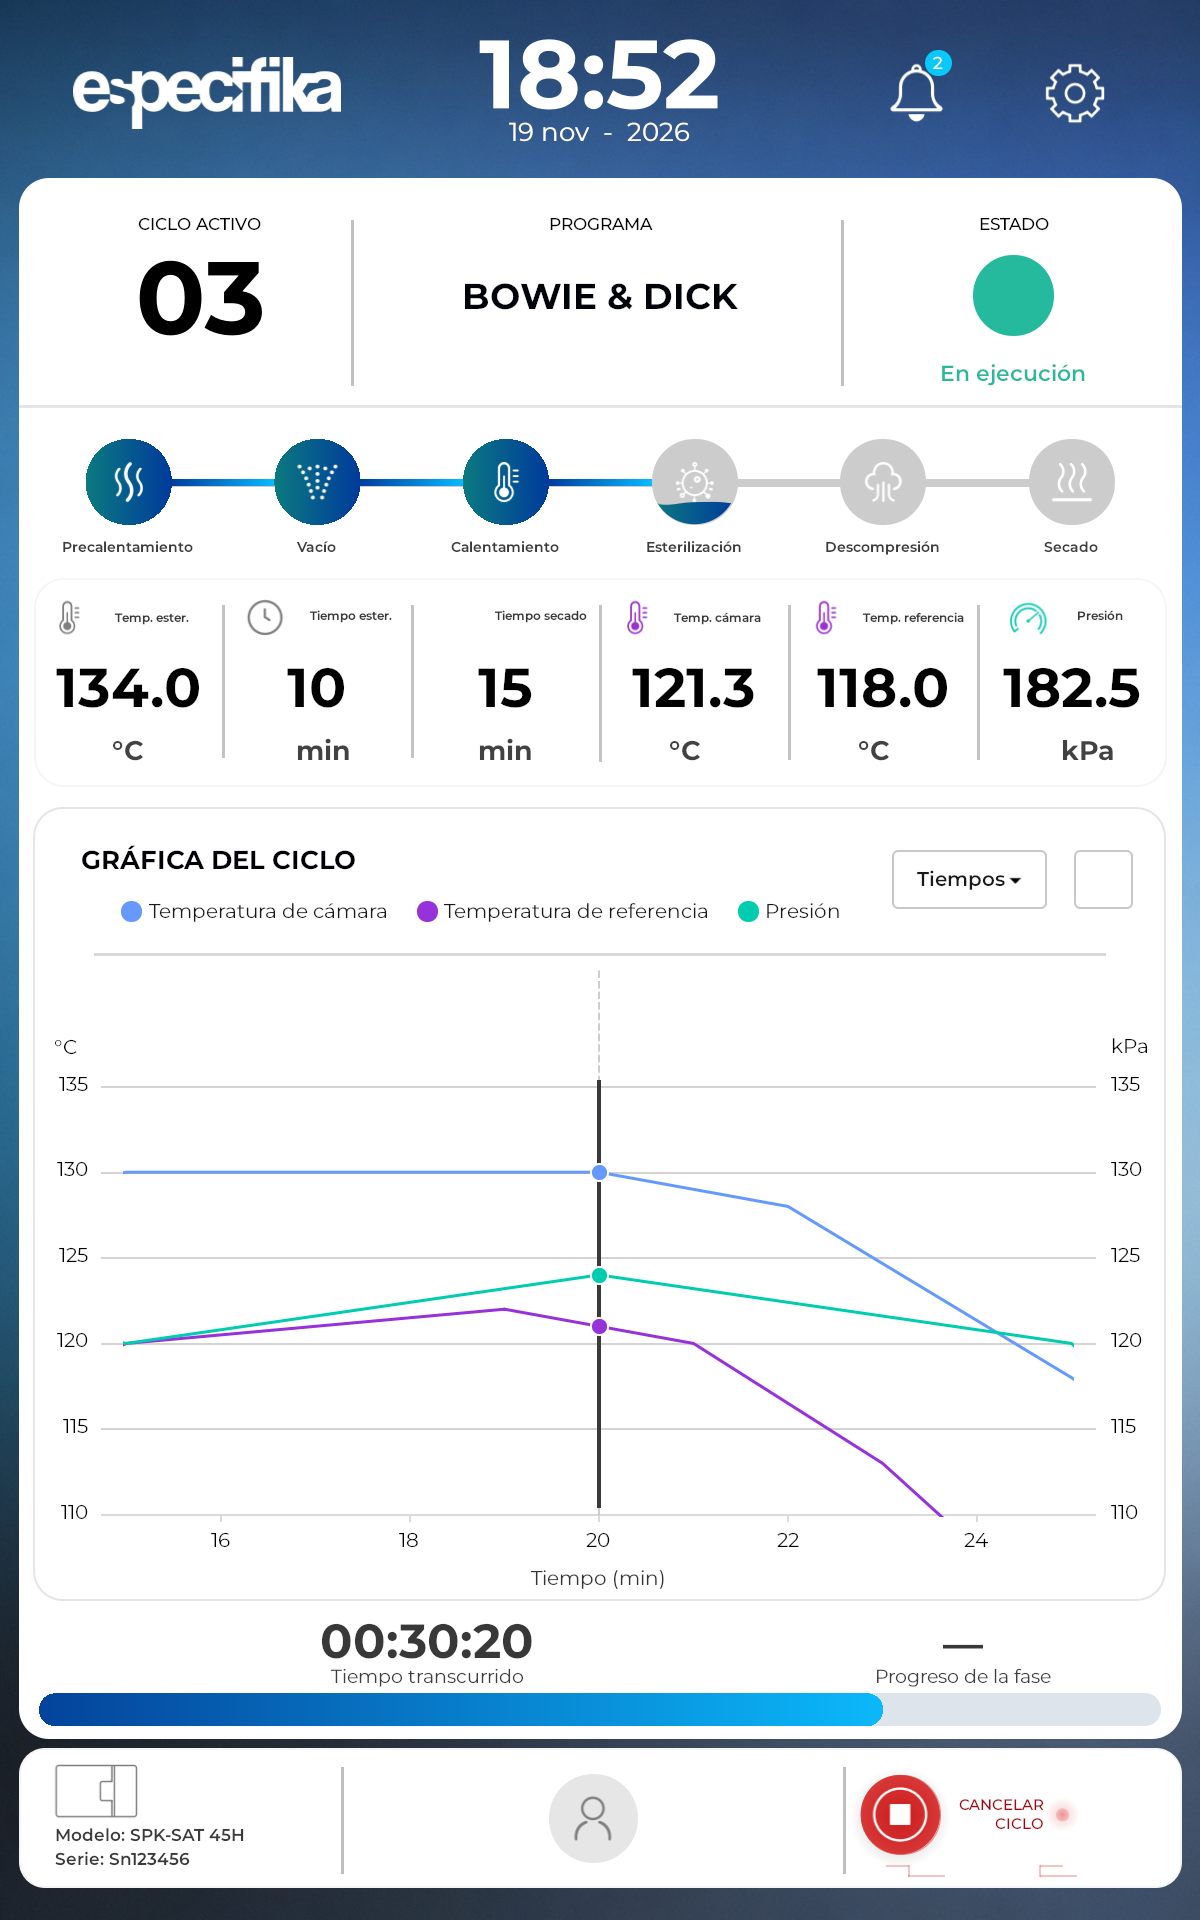 especifika
18:52
2
19 nov - 2026
CICLO ACTIVO
PROGRAMA
ESTADO
03
BOWIE & DICK
En ejecución
Precalentamiento
Vacío
Calentamiento
Esterilización
Descompresión
Secado
Temp. ester.
Tiempo ester.
Tiempo secado
Temp. cámara
Temp. referencia
Presión
134.0
10
15
121.3
118.0
182.5
°C
min
min
°C
°C
kPa
GRÁFICA DEL CICLO
Tiempos
Temperatura de cámara
Temperatura de referencia
Presión
°C
kPa
135
135
130
130
125
125
120
120
115
115
110
110
16
18
20
22
24
Tiempo (min)
00:30:20
—
Tiempo transcurrido
Progreso de la fase
Modelo: SPK-SAT 45H
Serie: Sn123456
CANCELAR
CICLO